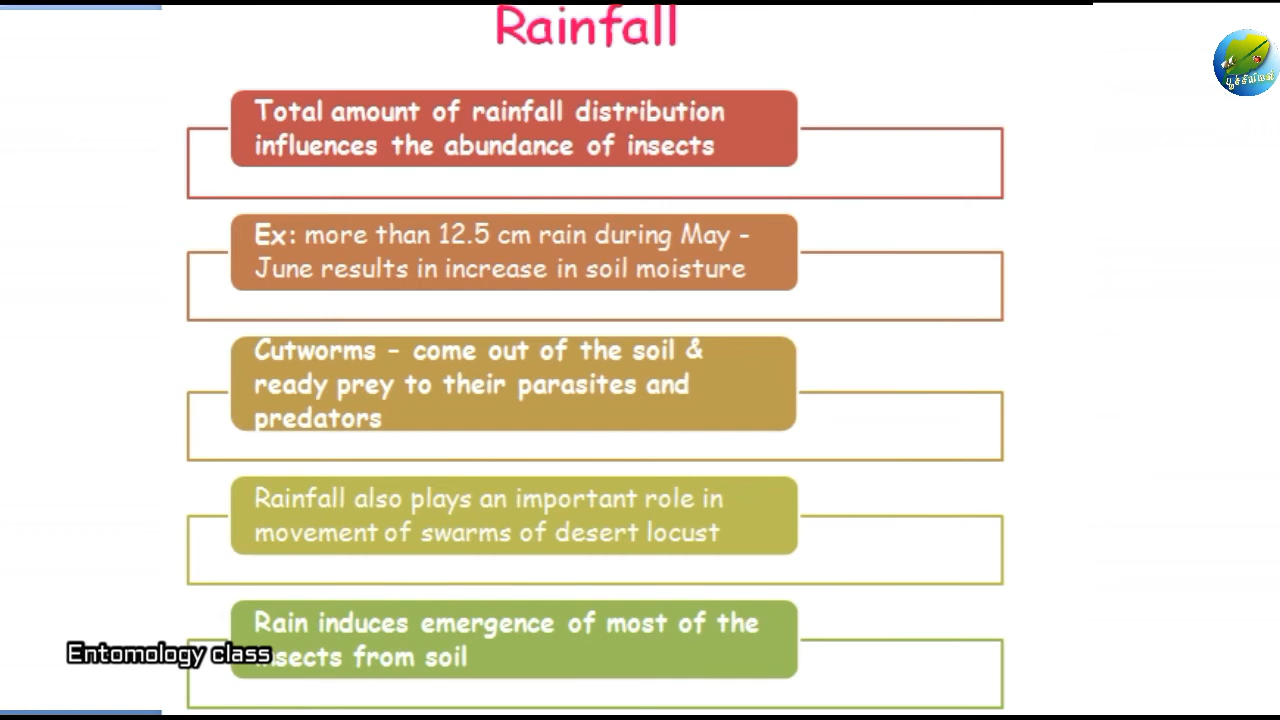 Rainfall
பூச்சியியல்
Total amount of rainfall distribution
influences the abundance of insects
Ex: more than 12.5 cm rain during May -
June results in increase in soil moisture
Cutworms - come out of the soil &
ready prey to their parasites and
predators
Rainfall also plays an important role in
movement of swarms of desert locust
Rain induces emergence of most of the
insects from soil
Entomology class